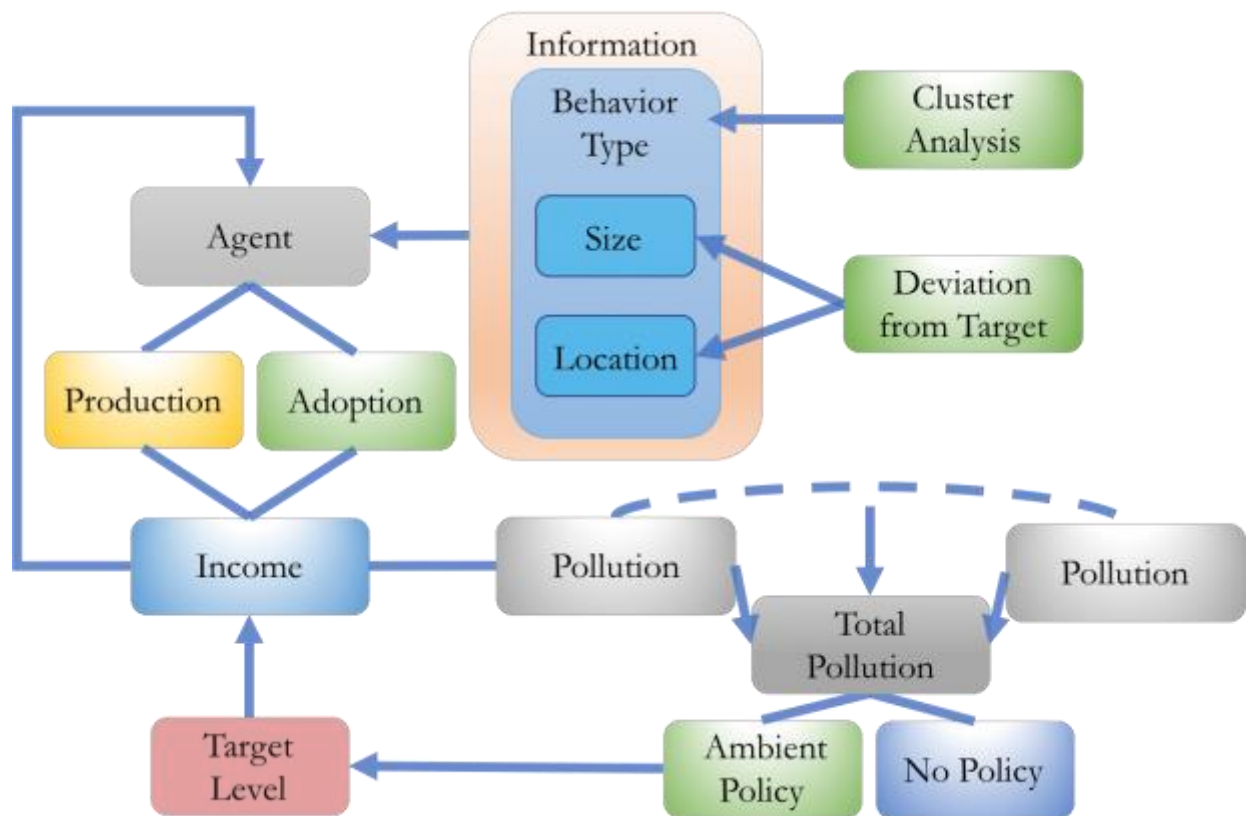 Information
Behavior
Type
Cluster
Analysis
Agent
Size
Deviation
from Target
Location
Production
Adoption
Income
Pollution
Pollution
Total
Pollution
Target
Level
Ambient
Policy
No Policy